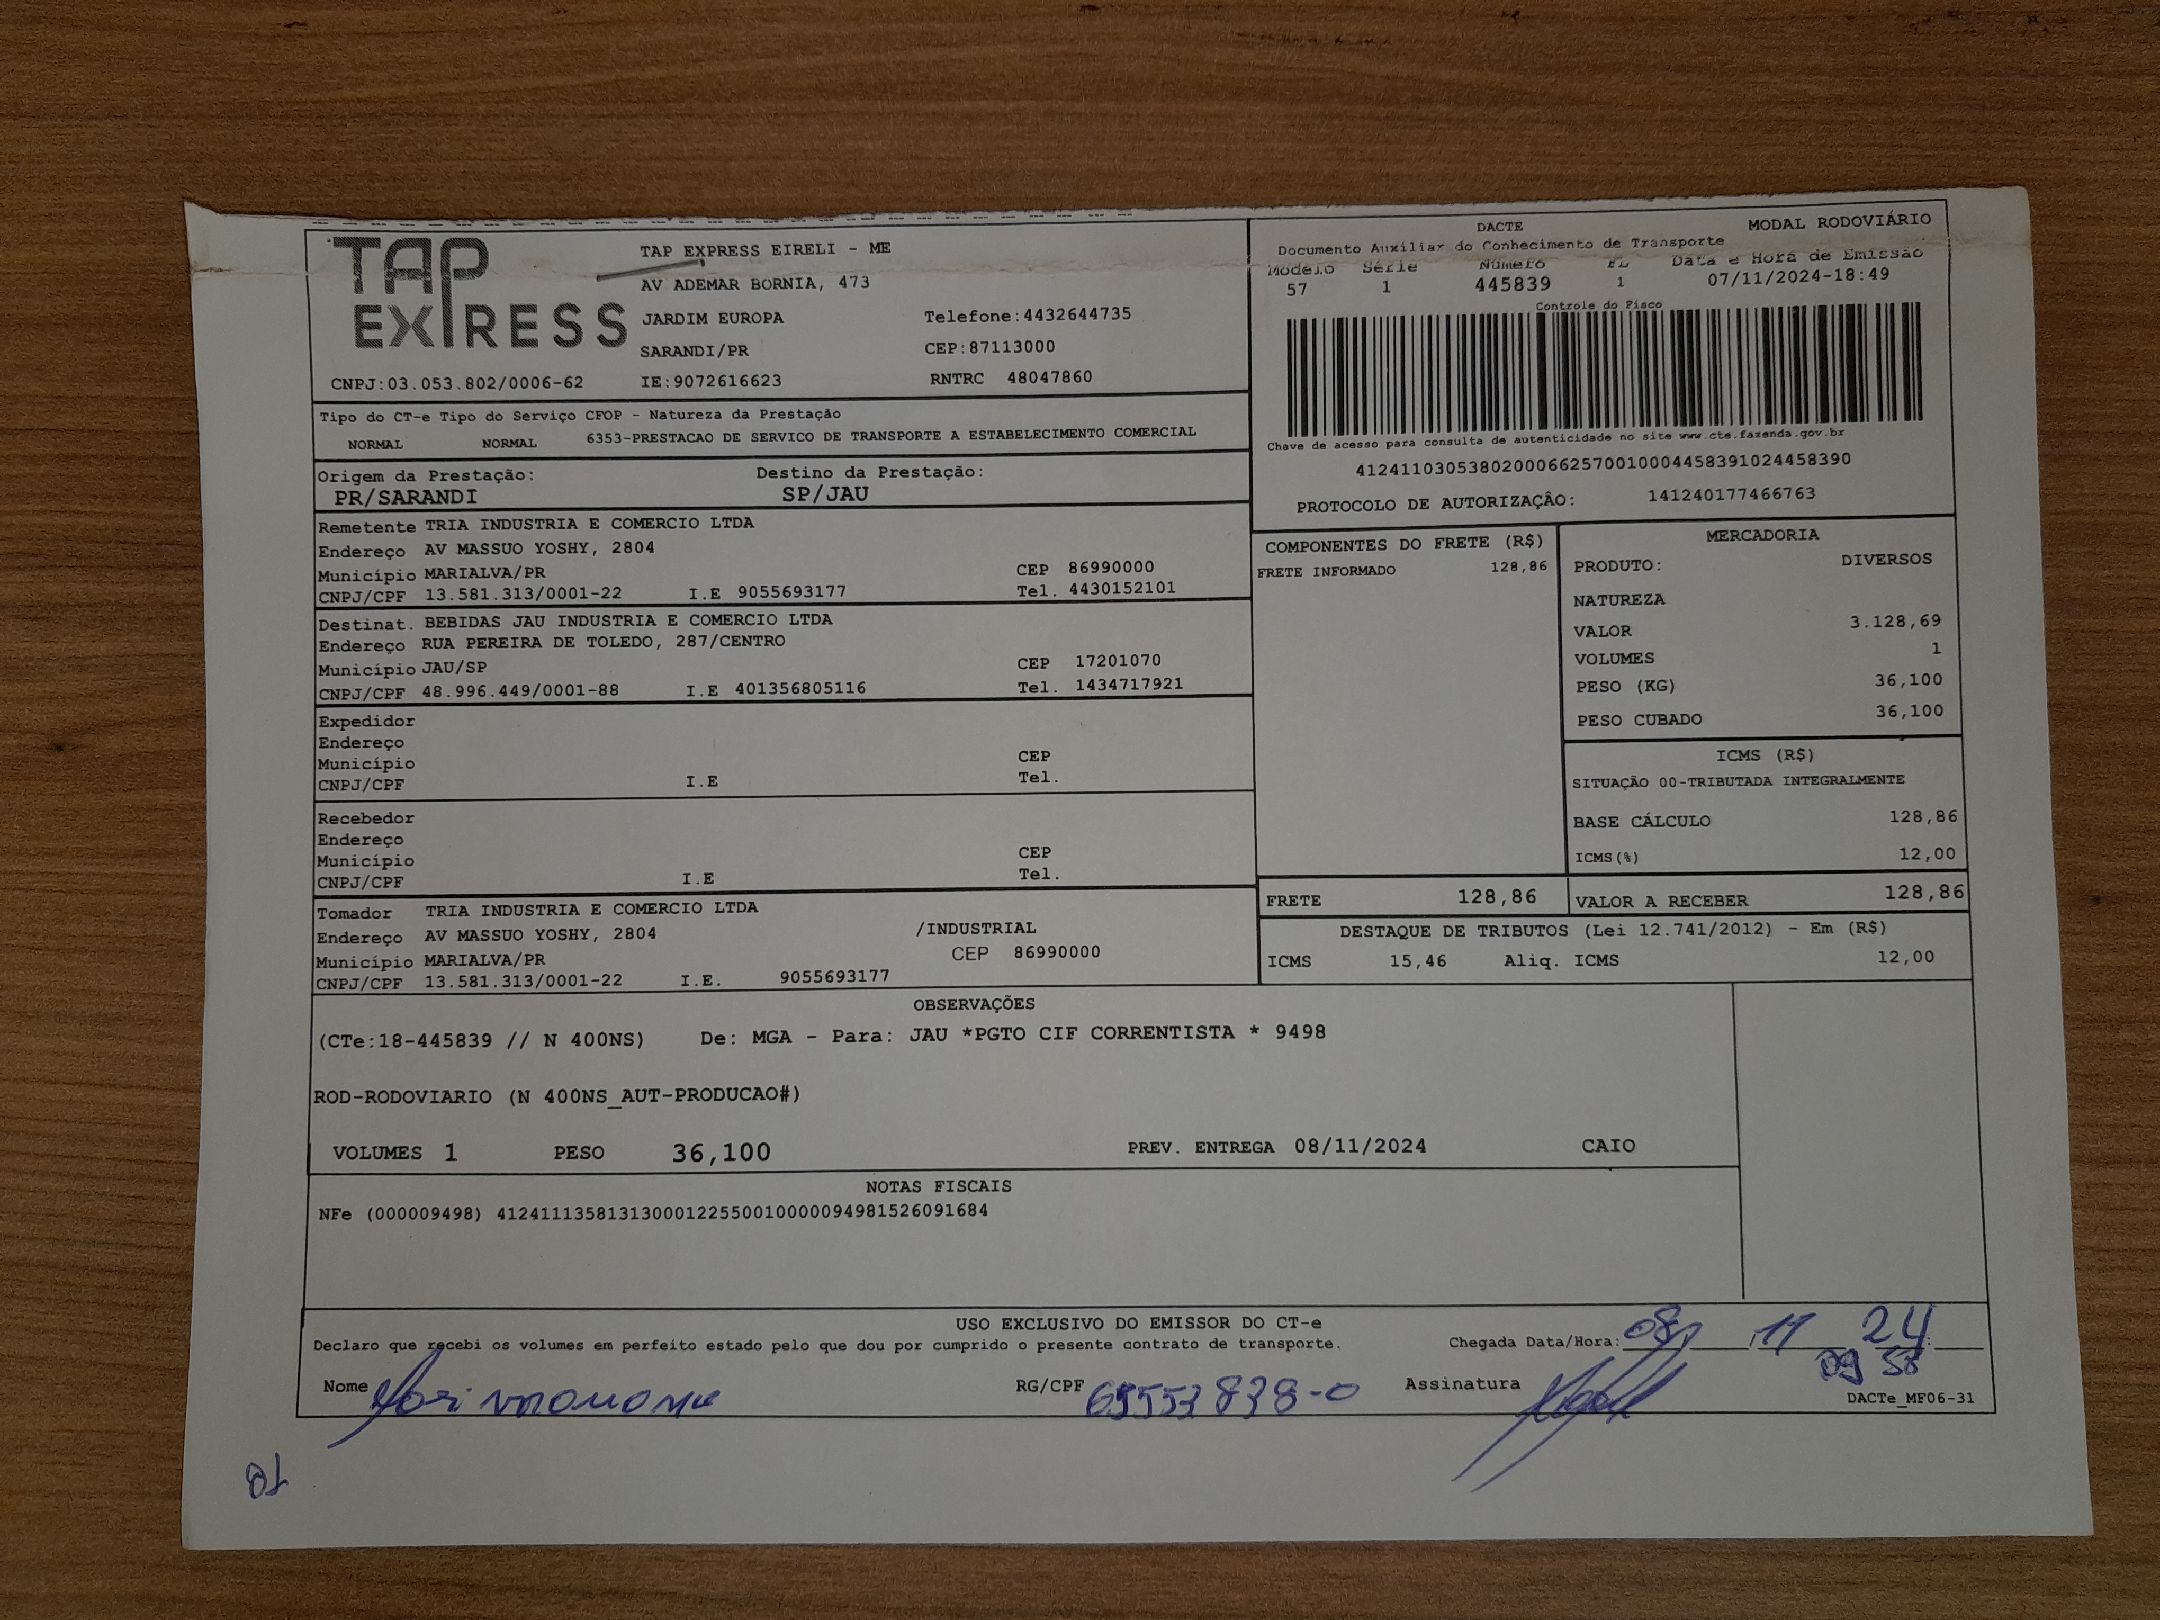 TAP EXPRESS
TAP EXPRESS EIRELI - ME
AV ADEMAR BORNIA, 473
JARDIM EUROPA Telefone:4432644735
SARANDI/PR CEP:87113000
CNPJ:03.053.802/0006-62 IE:9072616623 RNTRC 48047860
DACTE MODAL RODOVIÁRIO
Documento Auxiliar do Conhecimento de Transporte
Modelo Série Número FL Data e Hora de Emissão
57 1 445839 1 07/11/2024-18:49
Controle do Fisco
Chave de acesso para consulta de autenticidade no site www.cte.fazenda.gov.br
41241103053802000662570010004458391024458390
PROTOCOLO DE AUTORIZAÇÃO: 141240177466763
Tipo do CT-e Tipo do Serviço CFOP - Natureza da Prestação
NORMAL NORMAL 6353-PRESTACAO DE SERVICO DE TRANSPORTE A ESTABELECIMENTO COMERCIAL
Origem da Prestação: Destino da Prestação:
PR/SARANDI SP/JAU
Remetente TRIA INDUSTRIA E COMERCIO LTDA
Endereço AV MASSUO YOSHY, 2804
Município MARIALVA/PR CEP 86990000
CNPJ/CPF 13.581.313/0001-22 I.E 9055693177 Tel. 4430152101
Destinat. BEBIDAS JAU INDUSTRIA E COMERCIO LTDA
Endereço RUA PEREIRA DE TOLEDO, 287/CENTRO
Município JAU/SP CEP 17201070
CNPJ/CPF 48.996.449/0001-88 I.E 401356805116 Tel. 1434717921
Expedidor
Endereço
Município CEP
CNPJ/CPF I.E Tel.
Recebedor
Endereço
Município CEP
CNPJ/CPF I.E Tel.
Tomador TRIA INDUSTRIA E COMERCIO LTDA
Endereço AV MASSUO YOSHY, 2804 /INDUSTRIAL
Município MARIALVA/PR CEP 86990000
CNPJ/CPF 13.581.313/0001-22 I.E. 9055693177
COMPONENTES DO FRETE (R$)
FRETE INFORMADO 128,86
MERCADORIA
PRODUTO: DIVERSOS
NATUREZA
VALOR 3.128,69
VOLUMES 1
PESO (KG) 36,100
PESO CUBADO 36,100
ICMS (R$)
SITUAÇÃO 00-TRIBUTADA INTEGRALMENTE
BASE CÁLCULO 128,86
ICMS(%) 12,00
FRETE 128,86 VALOR A RECEBER 128,86
DESTAQUE DE TRIBUTOS (Lei 12.741/2012) - Em (R$)
ICMS 15,46 Aliq. ICMS 12,00
OBSERVAÇÕES
(CTe:18-445839 // N 400NS) De: MGA - Para: JAU *PGTO CIF CORRENTISTA * 9498
ROD-RODOVIARIO (N 400NS_AUT-PRODUCAO#)
VOLUMES 1 PESO 36,100 PREV. ENTREGA 08/11/2024 CAIO
NOTAS FISCAIS
NFe (000009498) 41241113581313000122550010000094981526091684
USO EXCLUSIVO DO EMISSOR DO CT-e
Declaro que recebi os volumes em perfeito estado pelo que dou por cumprido o presente contrato de transporte. Chegada Data/Hora: 08/11 24
09 58
Nome RG/CPF Assinatura
DACTe_MF06-31